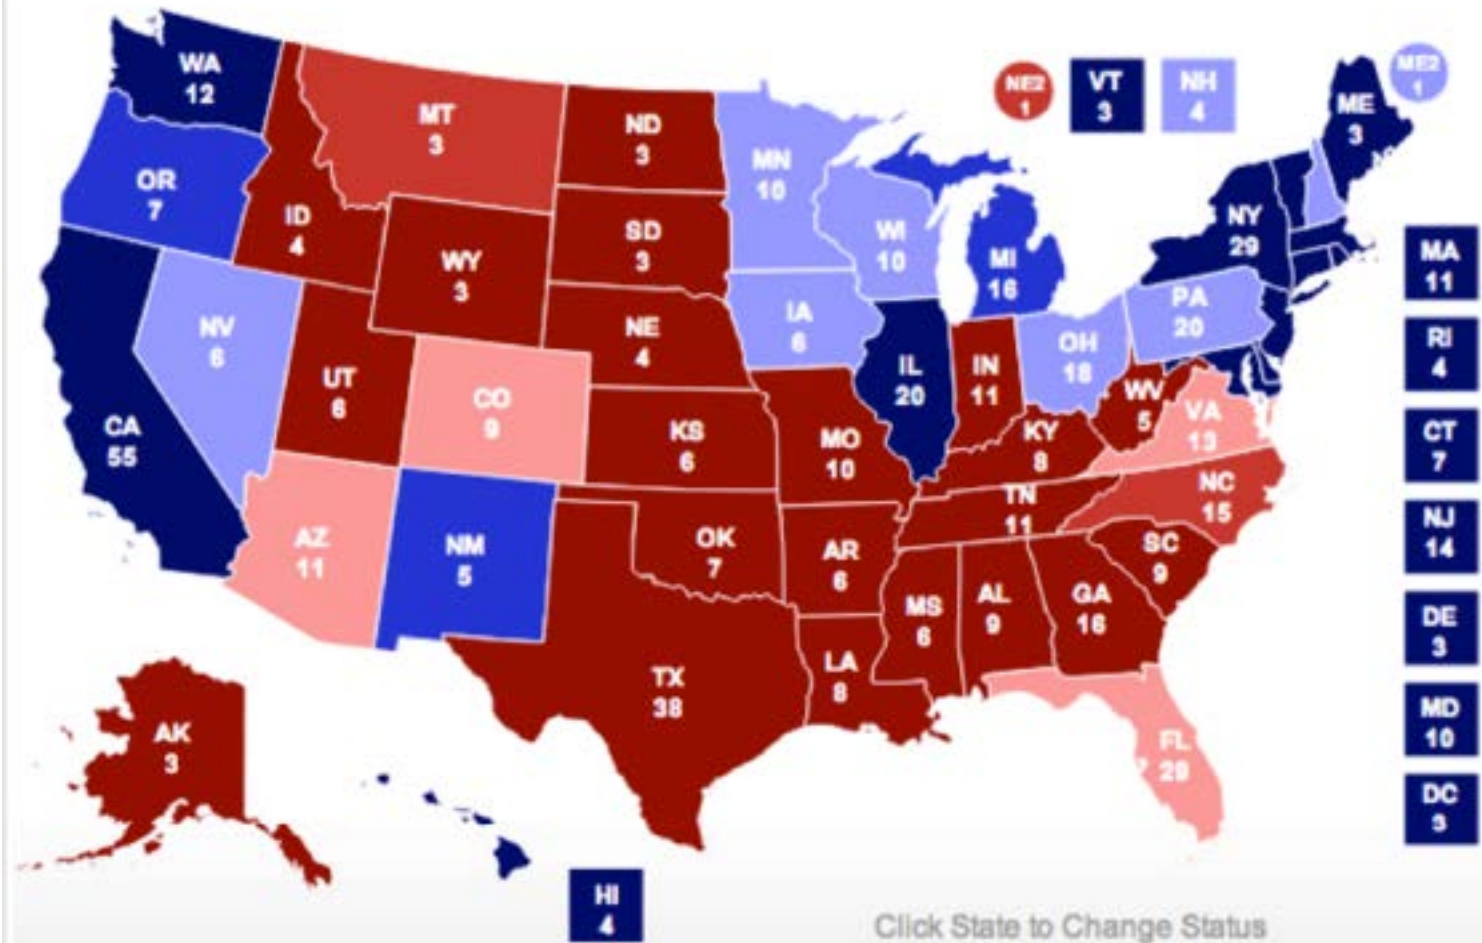 WA
12
OR
7
CA
55
NV
6
ID
4
MT
3
WY
3
UT
6
CO
9
AZ
11
NM
5
ND
3
SD
3
NE
4
KS
6
OK
7
TX
38
MN
10
IA
6
MO
10
AR
6
LA
8
WI
10
IL
20
MI
16
IN
11
OH
18
KY
8
TN
11
MS
6
AL
9
GA
16
FL
29
SC
9
NC
15
VA
13
WV
5
PA
20
NY
29
NE2
1
VT
3
NH
4
ME
3
ME2
1
MA
11
RI
4
CT
7
NJ
14
DE
3
MD
10
DC
3
AK
3
HI
4
Click State to Change Status